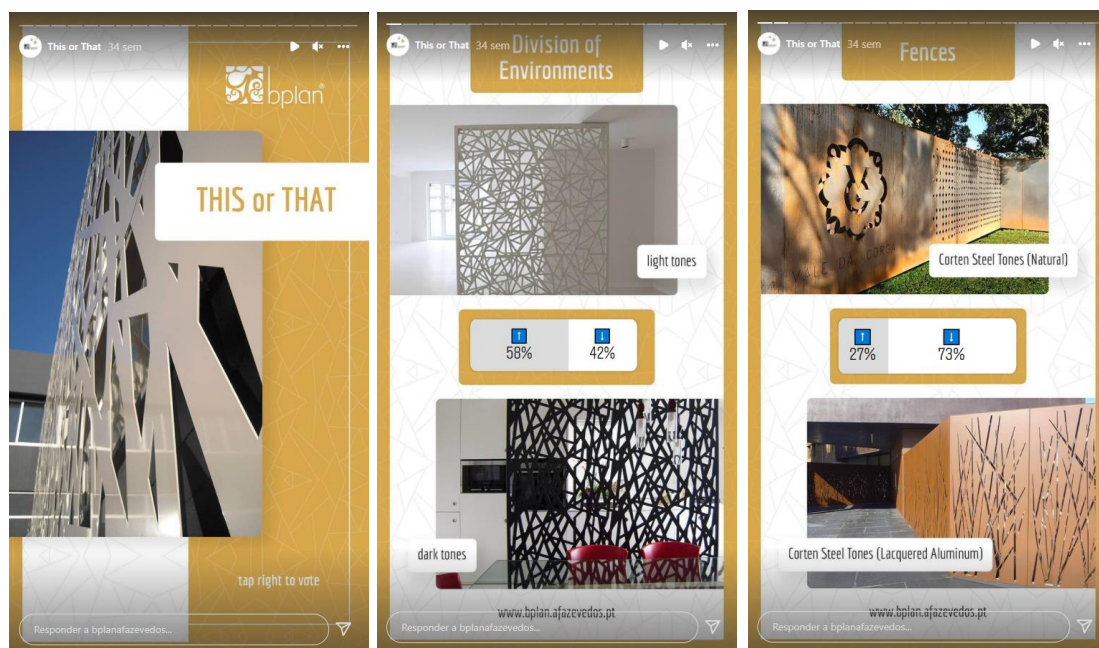 This or That 34 sem
bplan®
THIS or THAT
tap right to vote
Responder a bplanafazevedos...
This or That 34 sem
Division of
Environments
light tones
58% 42%
dark tones
www.bplan.afazevedos.pt
Responder a bplanafazevedos...
This or That 34 sem
Fences
VALE DA COROA
Corten Steel Tones (Natural)
27% 73%
Corten Steel Tones (Lacquered Aluminum)
www.bplan.afazevedos.pt
Responder a bplanafazevedos...